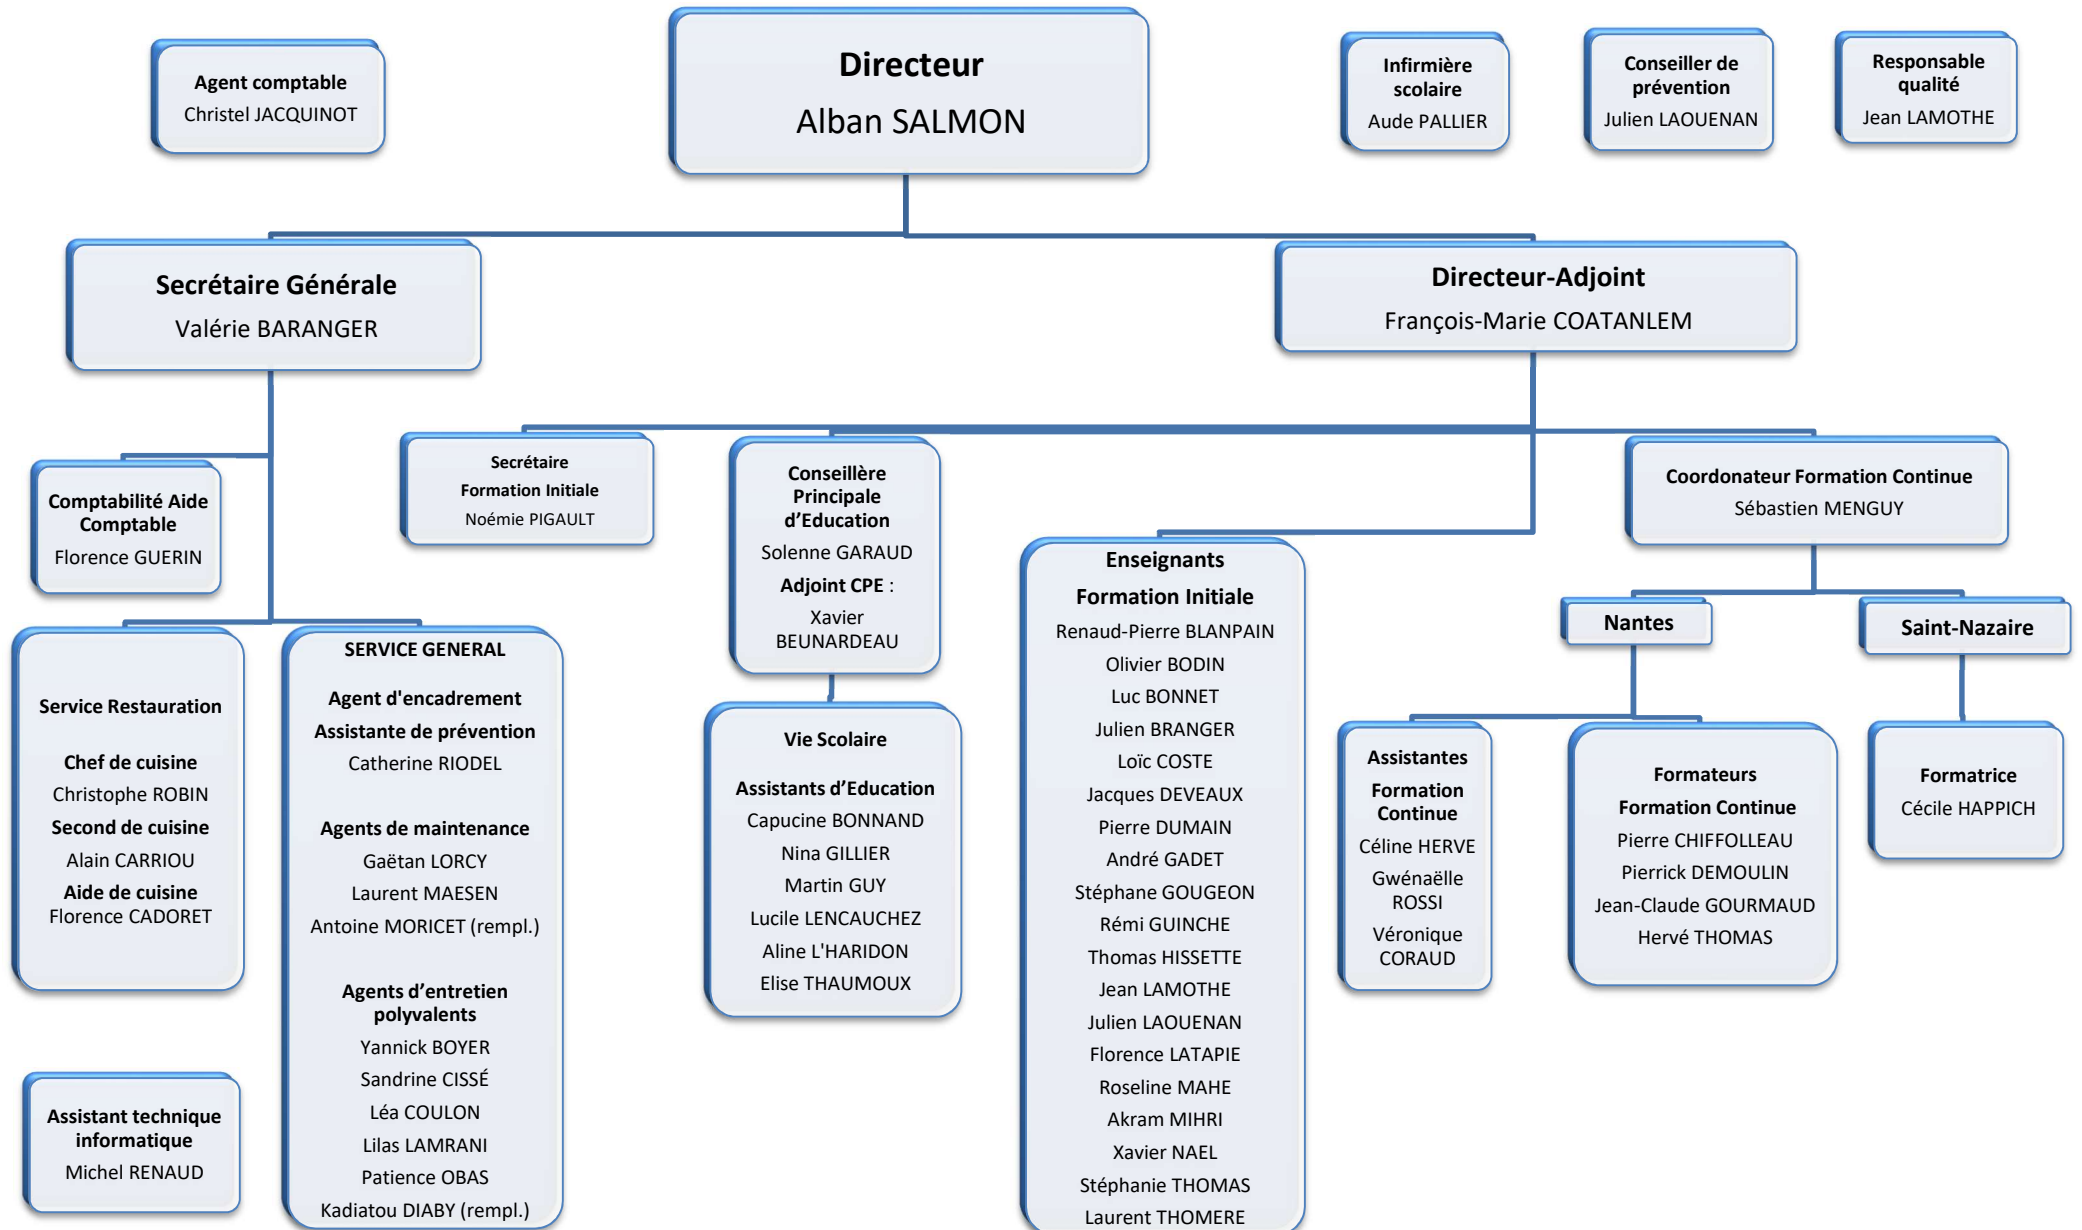 Agent comptable
Christel JACQUINOT
Directeur
Alban SALMON
Infirmière
scolaire
Aude PALLIER
Conseiller de
prévention
Julien LAOUENAN
Responsable
qualité
Jean LAMOTHE
Secrétaire Générale
Valérie BARANGER
Directeur-Adjoint
François-Marie COATANLEM
Comptabilité Aide
Comptable
Florence GUERIN
Secrétaire
Formation Initiale
Noémie PIGAULT
Conseillère
Principale
d’Education
Solenne GARAUD
Adjoint CPE :
Xavier
BEUNARDEAU
Coordonateur Formation Continue
Sébastien MENGUY
Service Restauration
Chef de cuisine
Christophe ROBIN
Second de cuisine
Alain CARRIOU
Aide de cuisine
Florence CADORET
SERVICE GENERAL
Agent d'encadrement
Assistante de prévention
Catherine RIODEL
Agents de maintenance
Gaëtan LORCY
Laurent MAESEN
Antoine MORICET (rempl.)
Agents d’entretien
polyvalents
Yannick BOYER
Sandrine CISSÉ
Léa COULON
Lilas LAMRANI
Patience OBAS
Kadiatou DIABY (rempl.)
Vie Scolaire
Assistants d’Education
Capucine BONNAND
Nina GILLIER
Martin GUY
Lucile LENCAUCHEZ
Aline L'HARIDON
Elise THAUMOUX
Enseignants
Formation Initiale
Renaud-Pierre BLANPAIN
Olivier BODIN
Luc BONNET
Julien BRANGER
Loïc COSTE
Jacques DEVEAUX
Pierre DUMAIN
André GADET
Stéphane GOUGEON
Rémi GUINCHE
Thomas HISSETTE
Jean LAMOTHE
Julien LAOUENAN
Florence LATAPIE
Roseline MAHE
Akram MIHRI
Xavier NAEL
Stéphanie THOMAS
Laurent THOMERE
Nantes
Saint-Nazaire
Assistantes
Formation
Continue
Céline HERVE
Gwénaëlle
ROSSI
Véronique
CORAUD
Formateurs
Formation Continue
Pierre CHIFFOLLEAU
Pierrick DEMOULIN
Jean-Claude GOURMAUD
Hervé THOMAS
Formatrice
Cécile HAPPICH
Assistant technique
informatique
Michel RENAUD